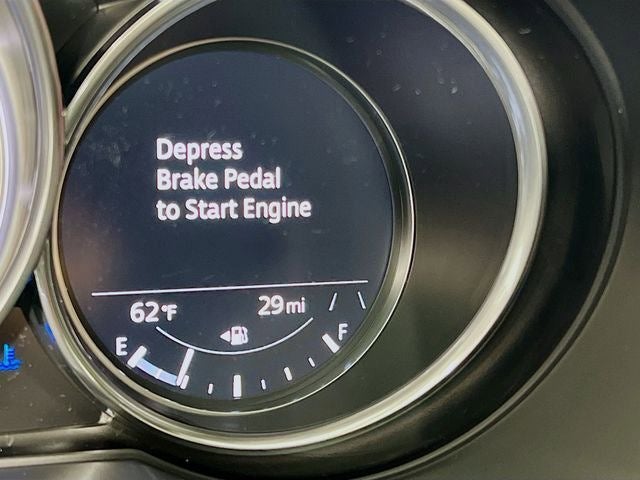 Depress
Brake Pedal
to Start Engine
62°F 29mi
E F